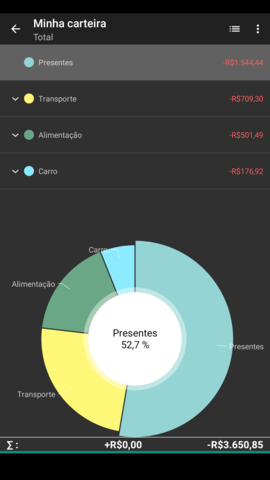 Minha carteira
Total
Presentes -R$1.544,44
Transporte -R$709,30
Alimentação -R$501,49
Carro -R$176,92
Carro
Alimentação
Presentes
52,7 %
Presentes
Transporte
∑ : +R$0,00 -R$3.650,85